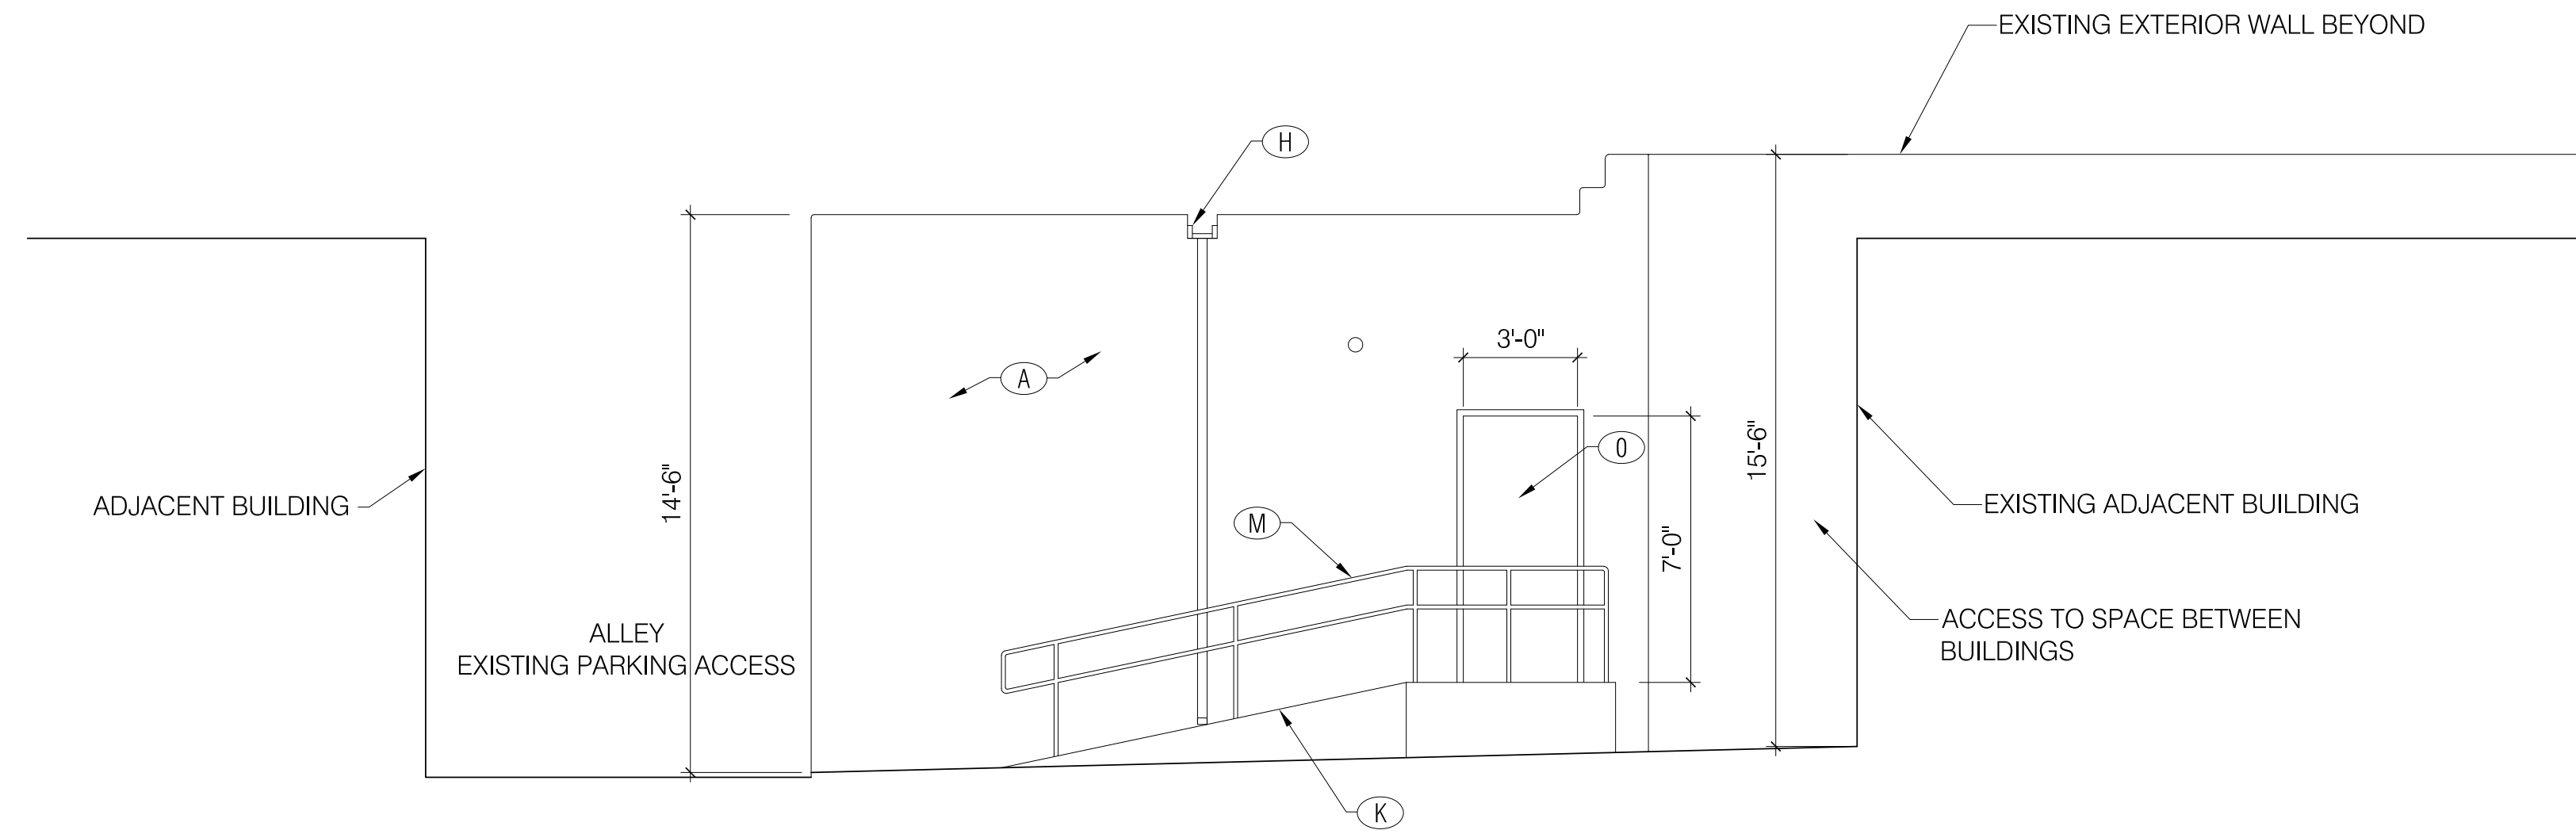 EXISTING EXTERIOR WALL BEYOND
H
3'-0"
A
O
14'-6"
15'-6"
ADJACENT BUILDING
EXISTING ADJACENT BUILDING
M
7'-0"
ALLEY
EXISTING PARKING ACCESS
ACCESS TO SPACE BETWEEN
BUILDINGS
K